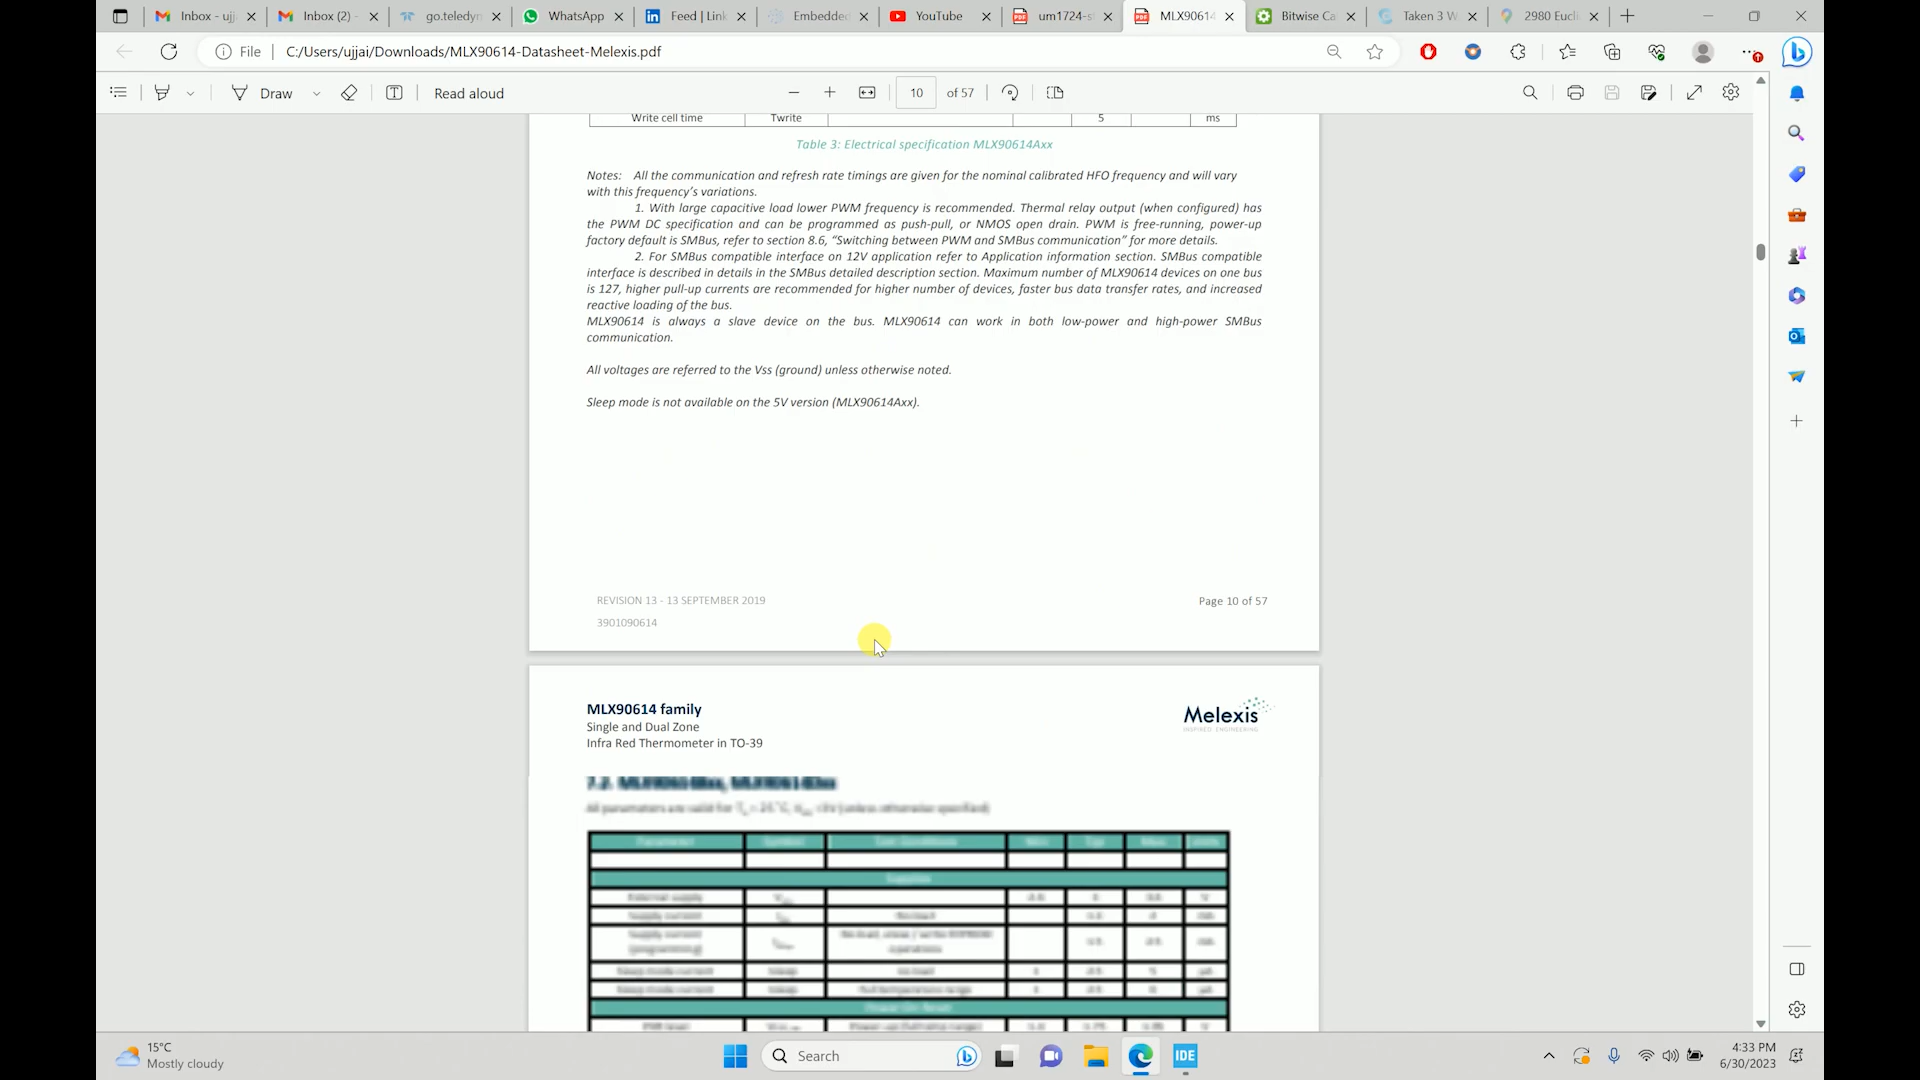 Inbox - ujj
Inbox (2) -
go.teledyn
WhatsApp
Feed | Link
Embedded
YouTube
um1724-s
MLX90614
Bitwise Ca
Taken 3 W
2980 Eucli
File
C:/Users/ujjai/Downloads/MLX90614-Datasheet-Melexis.pdf
Draw
Read aloud
10 of 57
Write cell time Twrite 5 ms
Table 3: Electrical specification MLX90614Axx
Notes: All the communication and refresh rate timings are given for the nominal calibrated HFO frequency and will vary
with this frequency's variations.
1. With large capacitive load lower PWM frequency is recommended. Thermal relay output (when configured) has
the PWM DC specification and can be programmed as push-pull, or NMOS open drain. PWM is free-running, power-up
factory default is SMBus, refer to section 8.6, “Switching between PWM and SMBus communication” for more details.
2. For SMBus compatible interface on 12V application refer to Application information section. SMBus compatible
interface is described in details in the SMBus detailed description section. Maximum number of MLX90614 devices on one bus
is 127, higher pull-up currents are recommended for higher number of devices, faster bus data transfer rates, and increased
reactive loading of the bus.
MLX90614 is always a slave device on the bus. MLX90614 can work in both low-power and high-power SMBus
communication.
All voltages are referred to the Vss (ground) unless otherwise noted.
Sleep mode is not available on the 5V version (MLX90614Axx).
REVISION 13 - 13 SEPTEMBER 2019
Page 10 of 57
3901090614
MLX90614 family
Single and Dual Zone
Infra Red Thermometer in TO-39
Melexis
INSPIRED ENGINEERING
15°C
Mostly cloudy
Search
IDE
4:33 PM
6/30/2023